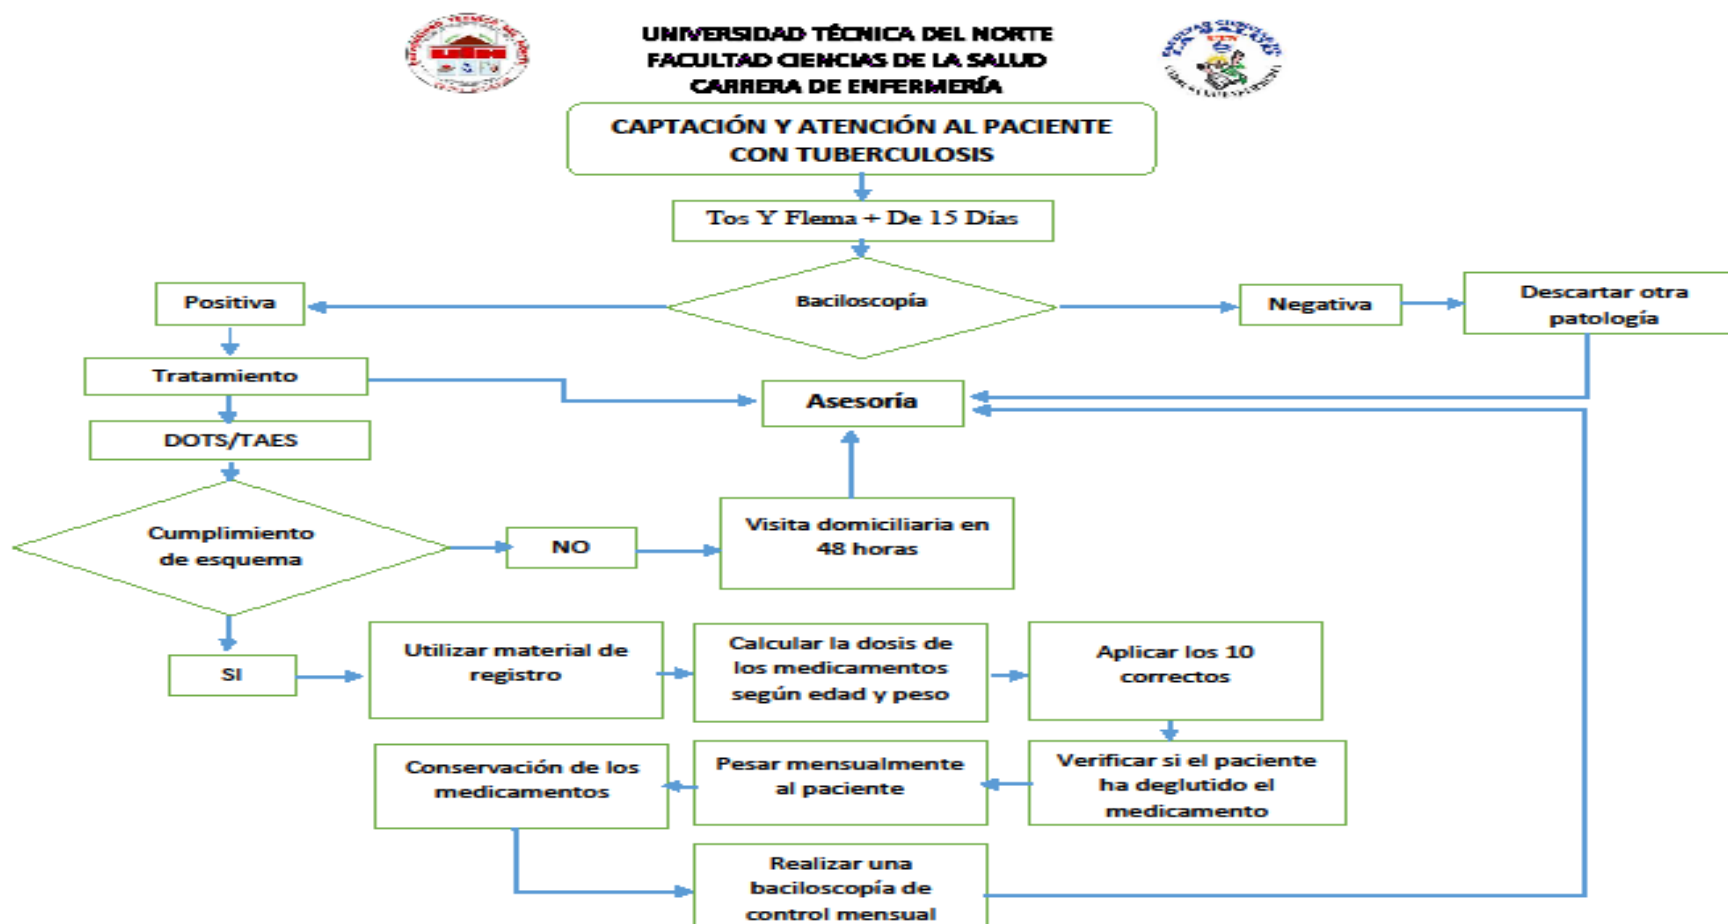 UNIVERSIDAD TÉCNICA DEL NORTE
FACULTAD CIENCIAS DE LA SALUD
CARRERA DE ENFERMERÍA
CAPTACIÓN Y ATENCIÓN AL PACIENTE
CON TUBERCULOSIS
Tos Y Flema + De 15 Días
Baciloscopía
Positiva
Negativa
Descartar otra
patología
Tratamiento
Asesoría
DOTS/TAES
Cumplimiento
de esquema
NO
Visita domiciliaria en
48 horas
SI
Utilizar material de
registro
Calcular la dosis de
los medicamentos
según edad y peso
Aplicar los 10
correctos
Verificar si el paciente
ha deglutido el
medicamento
Pesar mensualmente
al paciente
Conservación de los
medicamentos
Realizar una
baciloscopía de
control mensual